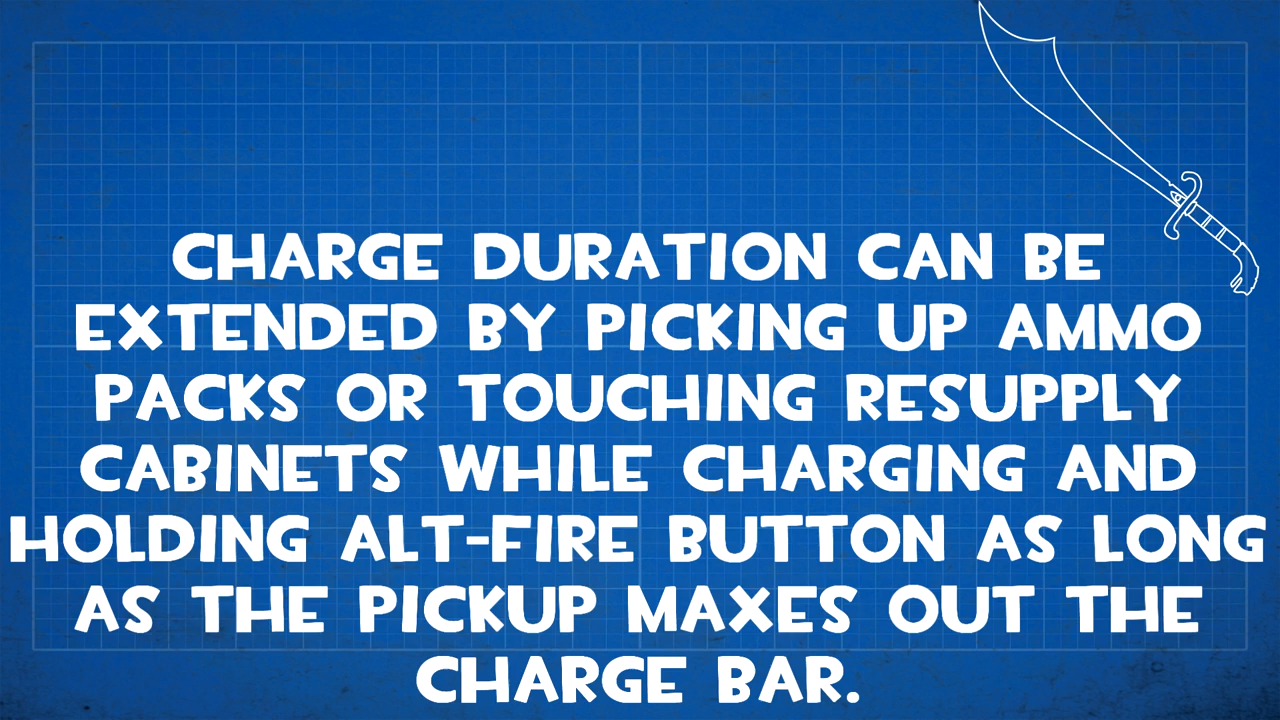 CHARGE DURATION CAN BE
EXTENDED BY PICKING UP AMMO
PACKS OR TOUCHING RESUPPLY
CABINETS WHILE CHARGING AND
HOLDING ALT-FIRE BUTTON AS LONG
AS THE PICKUP MAXES OUT THE
CHARGE BAR.